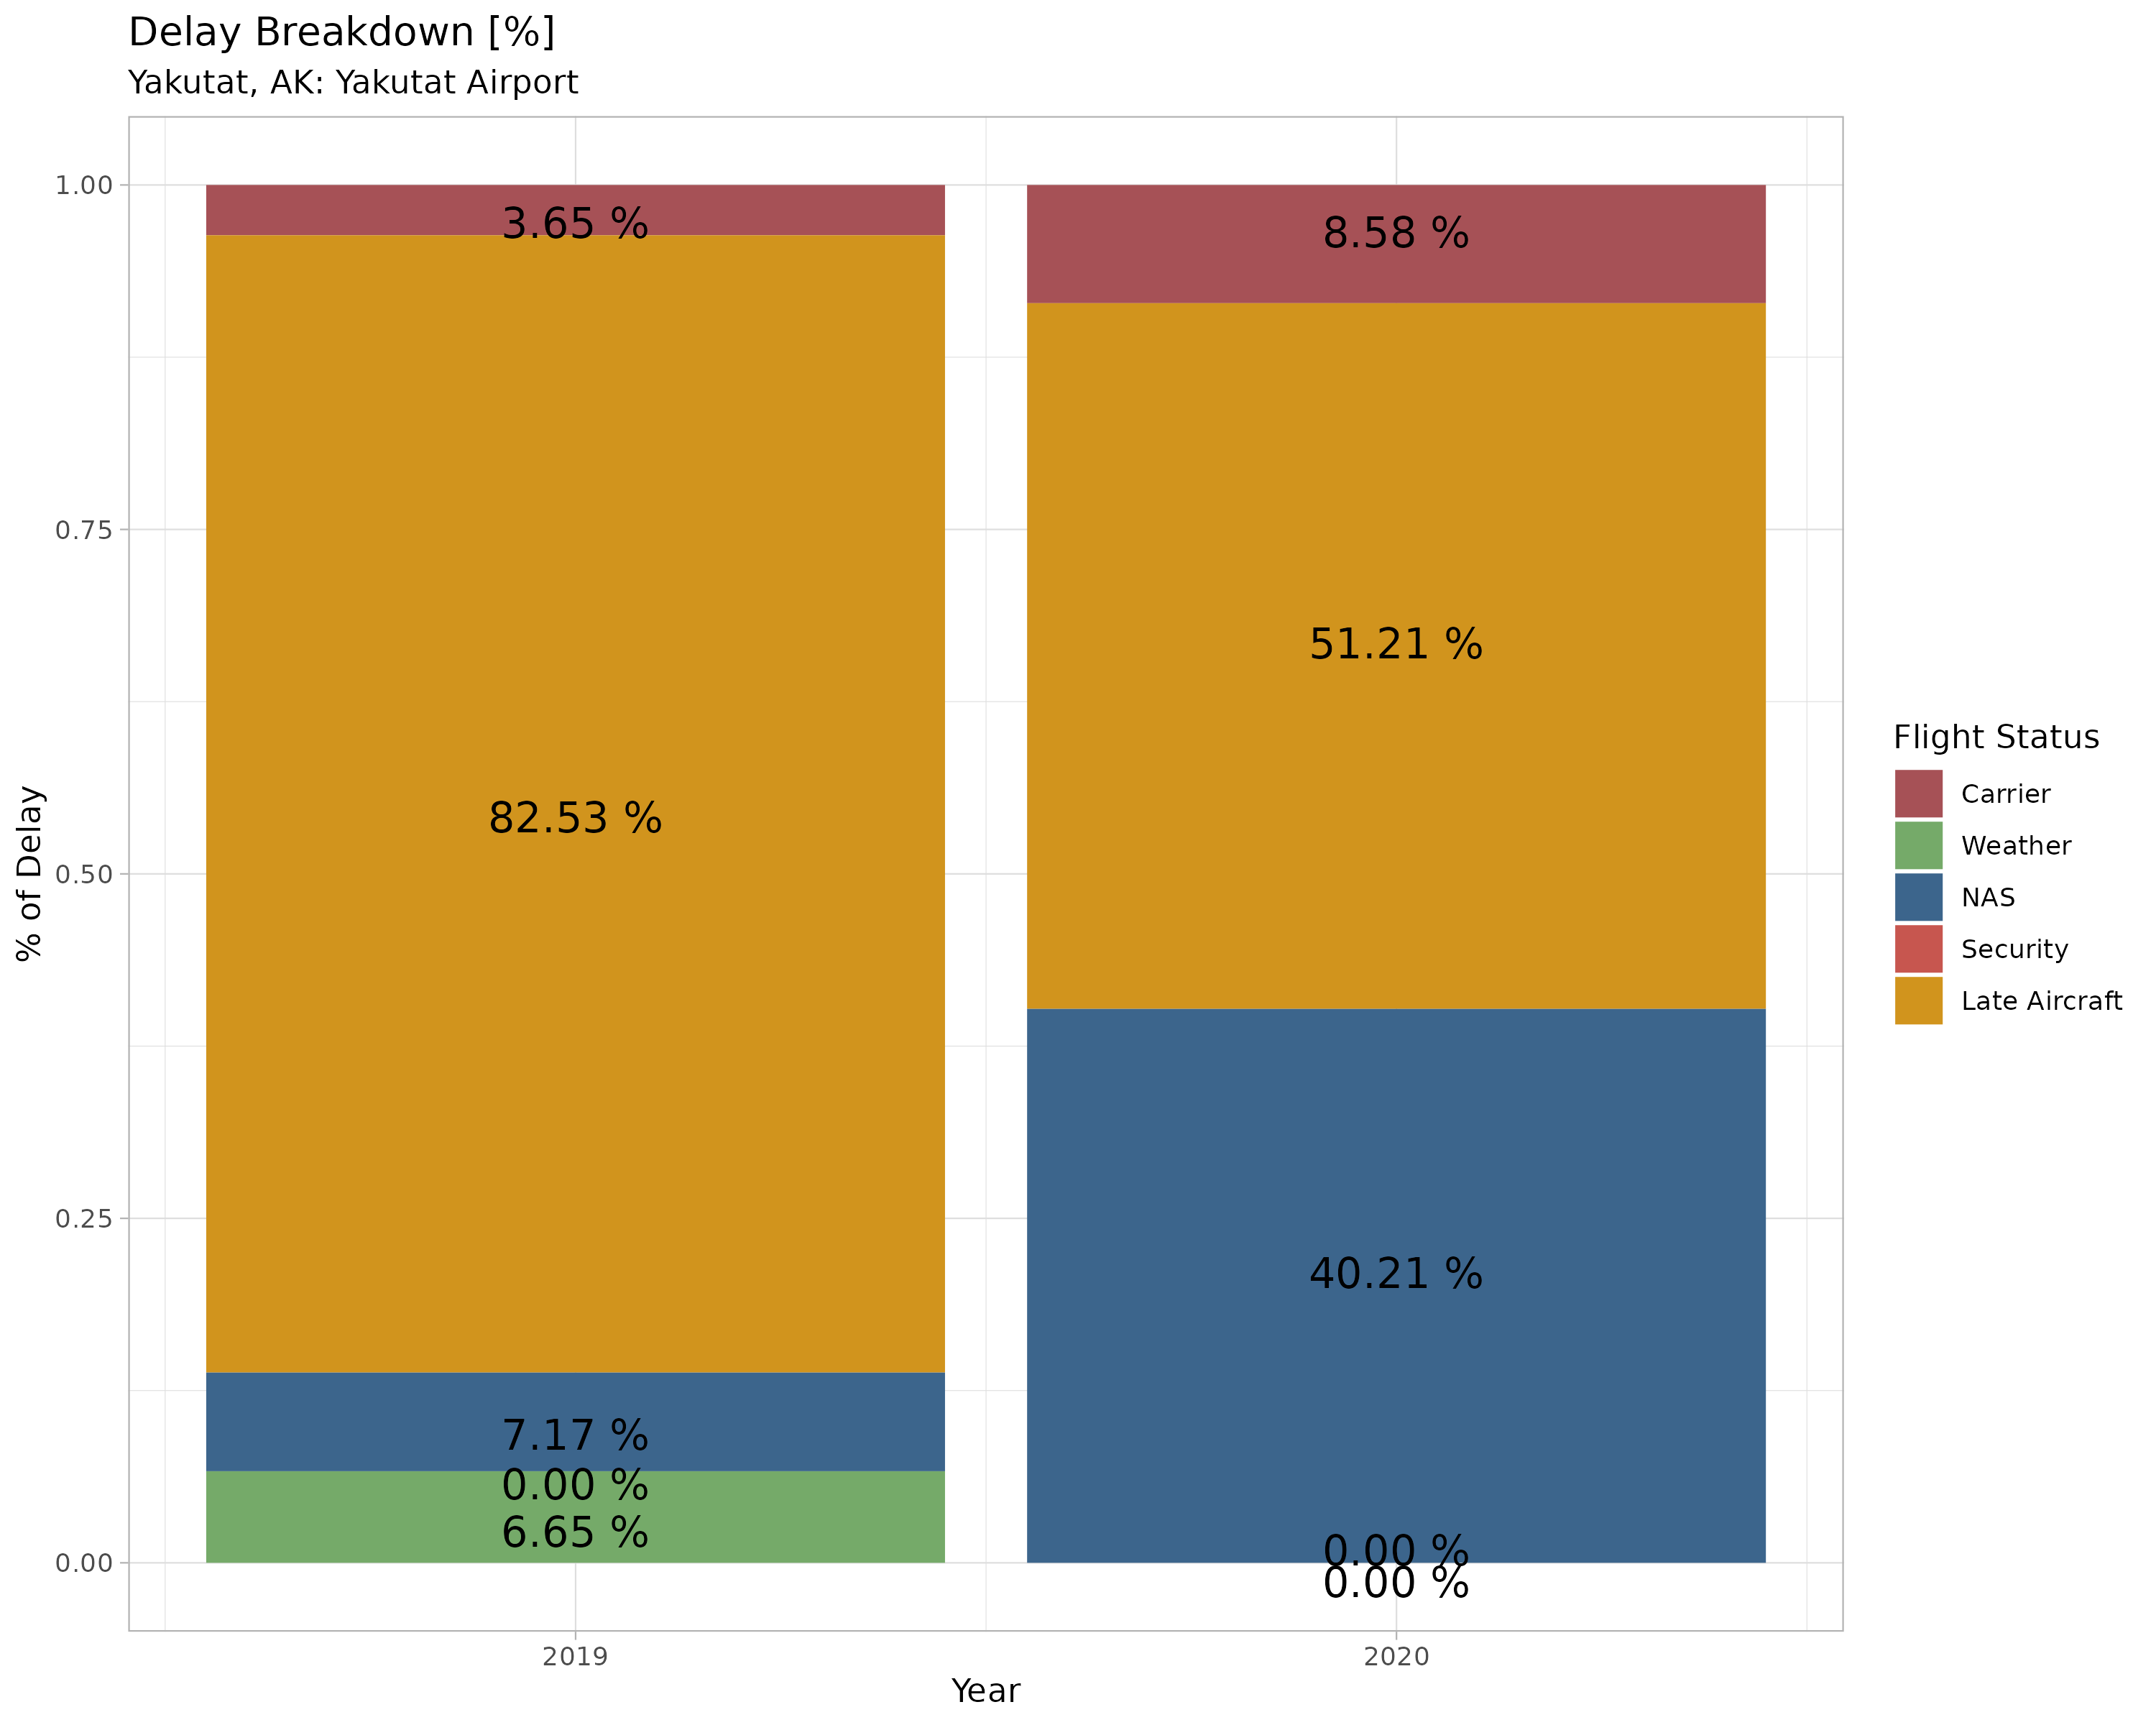 Delay Breakdown [%]
Yakutat, AK: Yakutat Airport
% of Delay
1.00
0.75
0.50
0.25
0.00
3.65 %
82.53 %
7.17 %
0.00 %
6.65 %
8.58 %
51.21 %
40.21 %
0.00 %
0.00 %
2019
2020
Year
Flight Status
Carrier
Weather
NAS
Security
Late Aircraft